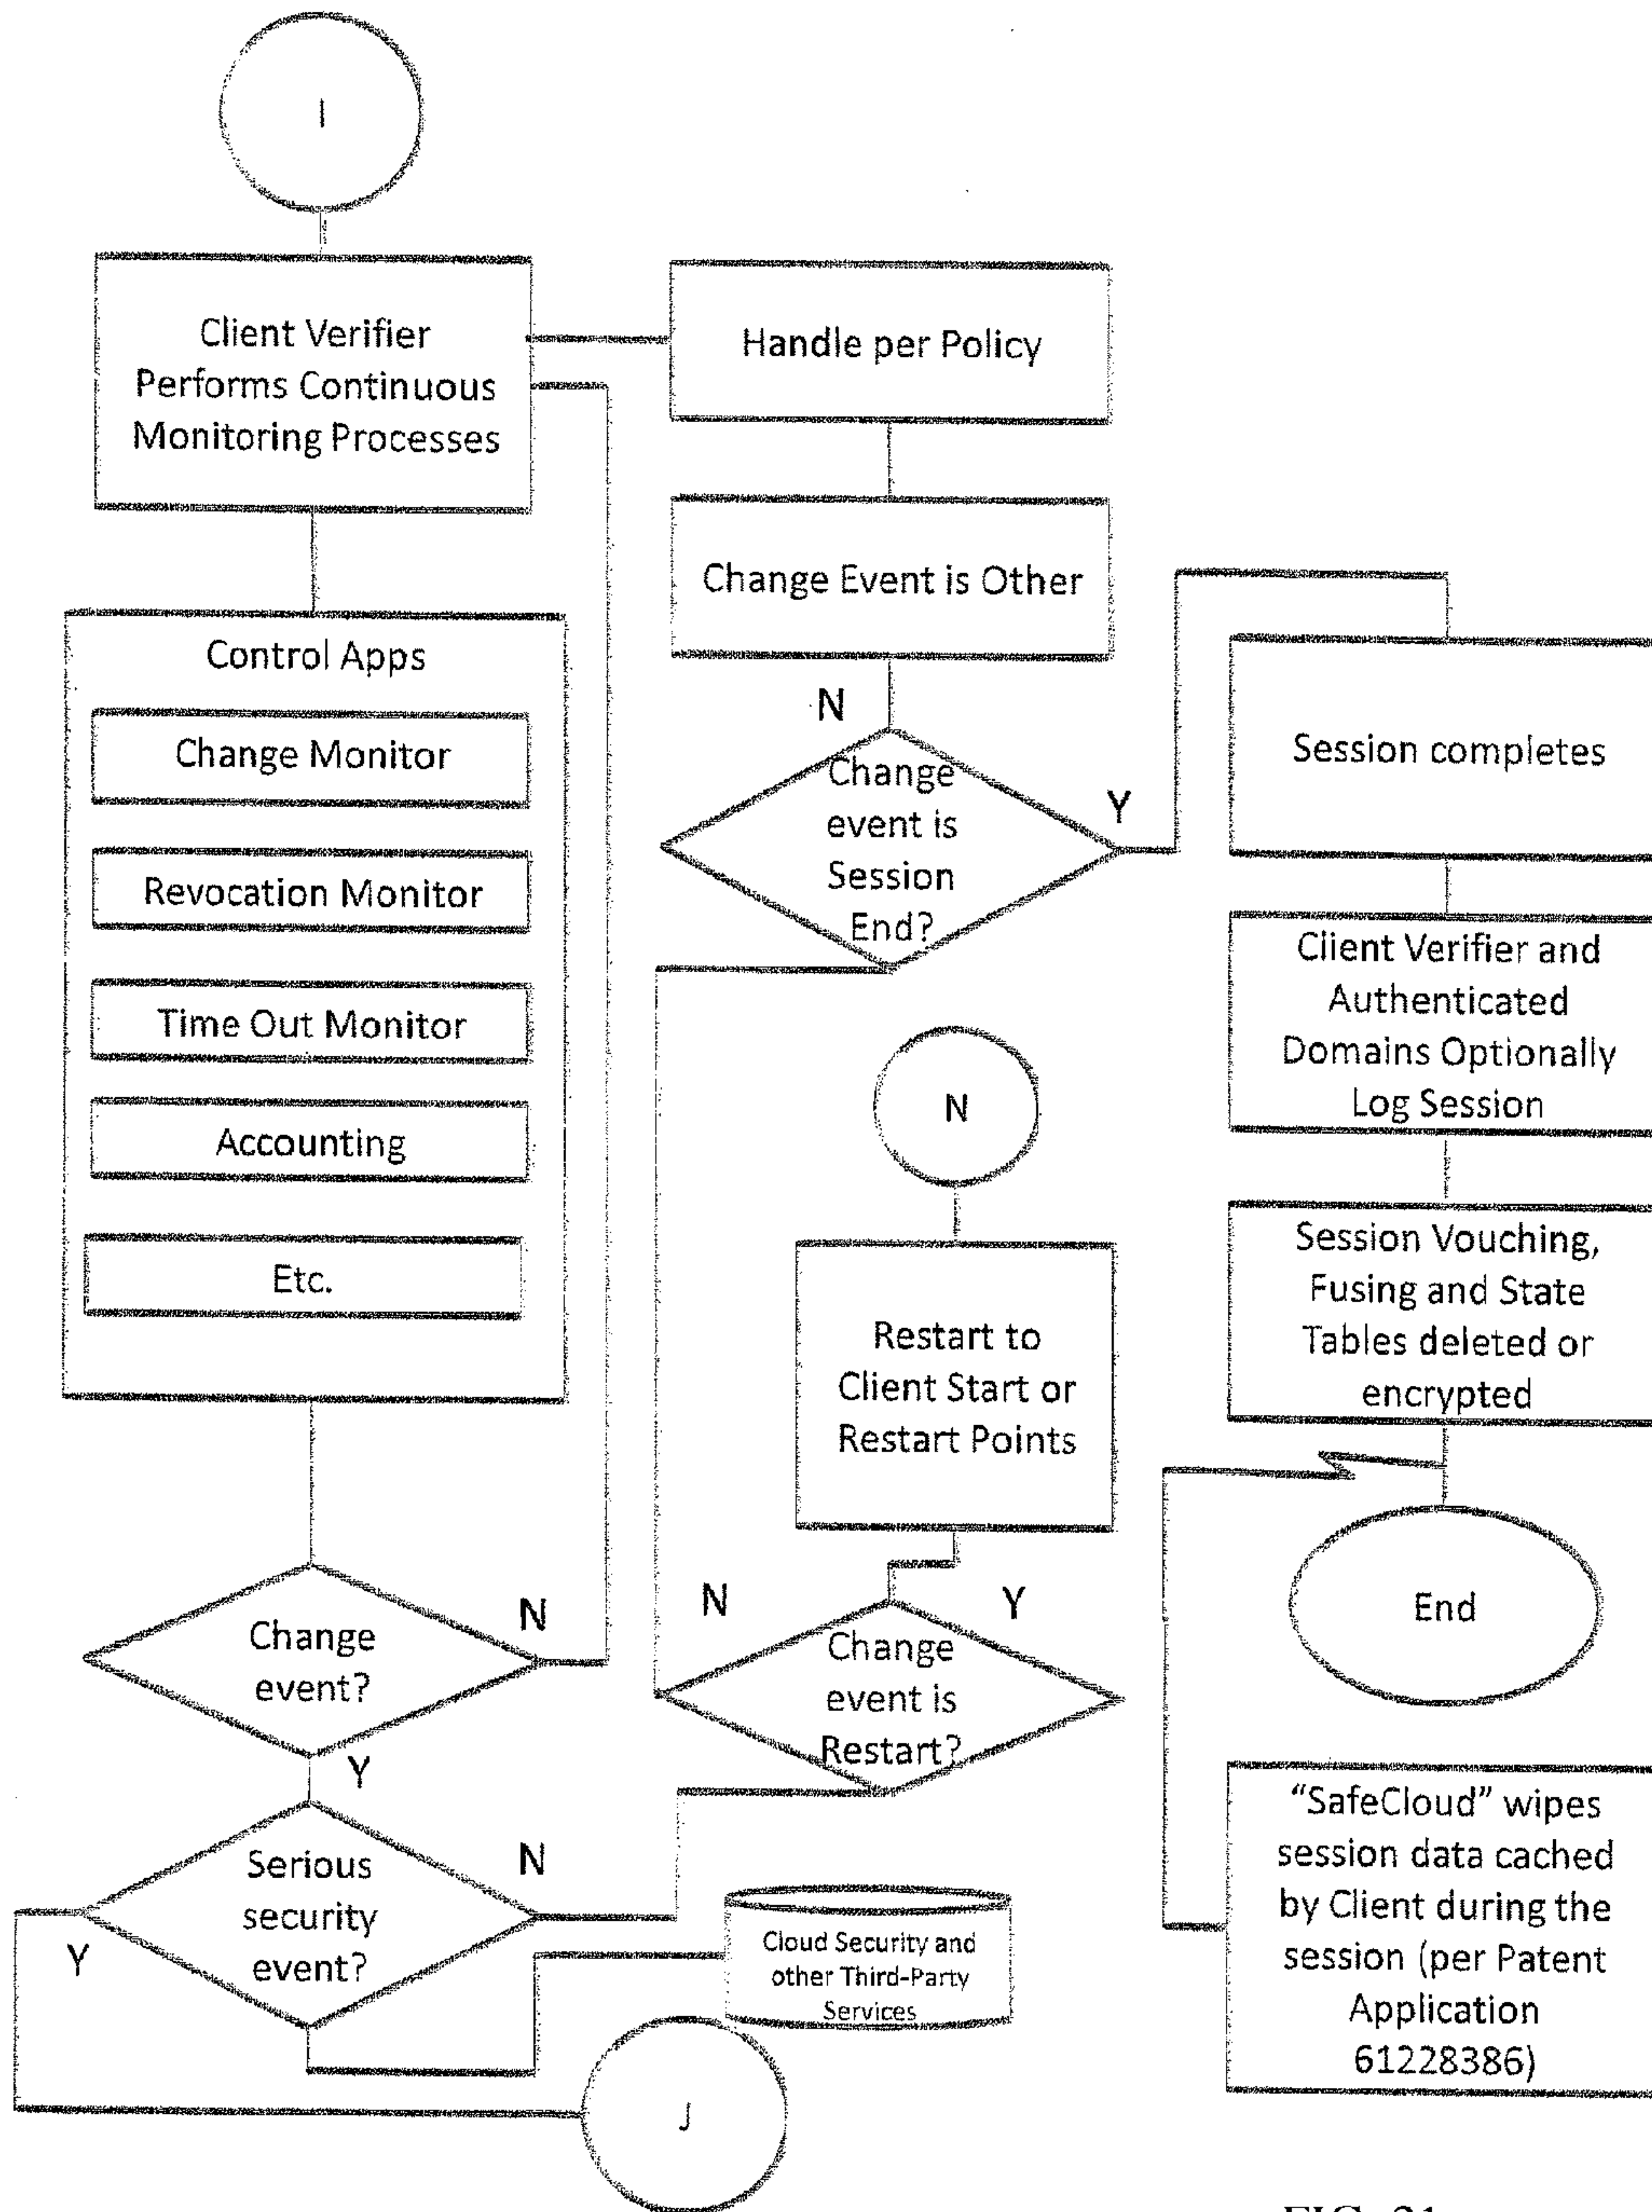 I
Client Verifier
Performs Continuous
Monitoring Processes
Handle per Policy
Change Event is Other
Control Apps
Change Monitor
Revocation Monitor
Time Out Monitor
Accounting
Etc.
N
Change
event is
Session
End?
Y
Session completes
Client Verifier and
Authenticated
Domains Optionally
Log Session
Session Vouching,
Fusing and State
Tables deleted or
encrypted
N
Restart to
Client Start or
Restart Points
N
Y
Change
event is
Restart?
End
Change
event?
N
Y
Serious
security
event?
N
Y
Cloud Security and
other Third-Party
Services
J
“SafeCloud” wipes
session data cached
by Client during the
session (per Patent
Application
61228386)